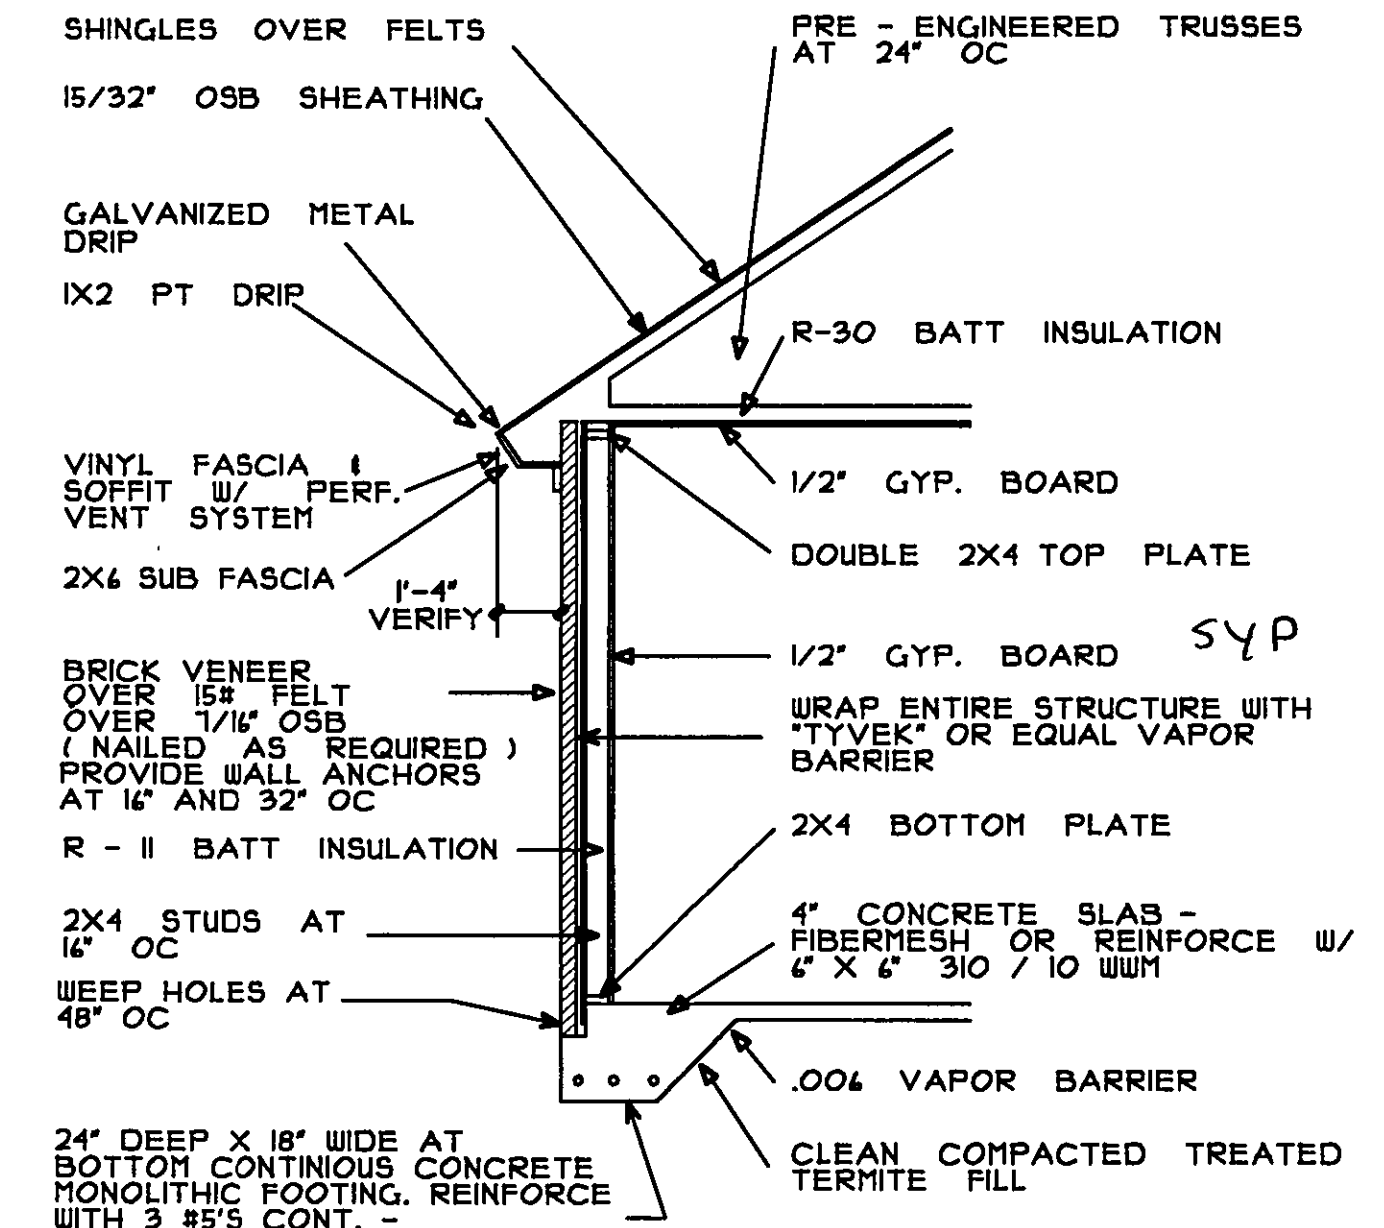 SHINGLES OVER FELTS
15/32" OSB SHEATHING
GALVANIZED METAL
DRIP
1X2 PT DRIP
VINYL FASCIA &
SOFFIT W/ PERF.
VENT SYSTEM
2X6 SUB FASCIA
1'-4"
VERIFY
BRICK VENEER
OVER 15# FELT
OVER 7/16" OSB
( NAILED AS REQUIRED )
PROVIDE WALL ANCHORS
AT 16" AND 32" OC
R - 11 BATT INSULATION
2X4 STUDS AT
16" OC
WEEP HOLES AT
48" OC
24" DEEP X 18" WIDE AT
BOTTOM CONTINIOUS CONCRETE
MONOLITHIC FOOTING. REINFORCE
WITH 3 #5'S CONT. -
PRE - ENGINEERED TRUSSES
AT 24" OC
R-30 BATT INSULATION
1/2" GYP. BOARD
DOUBLE 2X4 TOP PLATE
SYP
1/2" GYP. BOARD
WRAP ENTIRE STRUCTURE WITH
"TYVEK" OR EQUAL VAPOR
BARRIER
2X4 BOTTOM PLATE
4" CONCRETE SLAB -
FIBERMESH OR REINFORCE W/
6" X 6" 310 / 10 WWM
.006 VAPOR BARRIER
CLEAN COMPACTED TREATED
TERMITE FILL